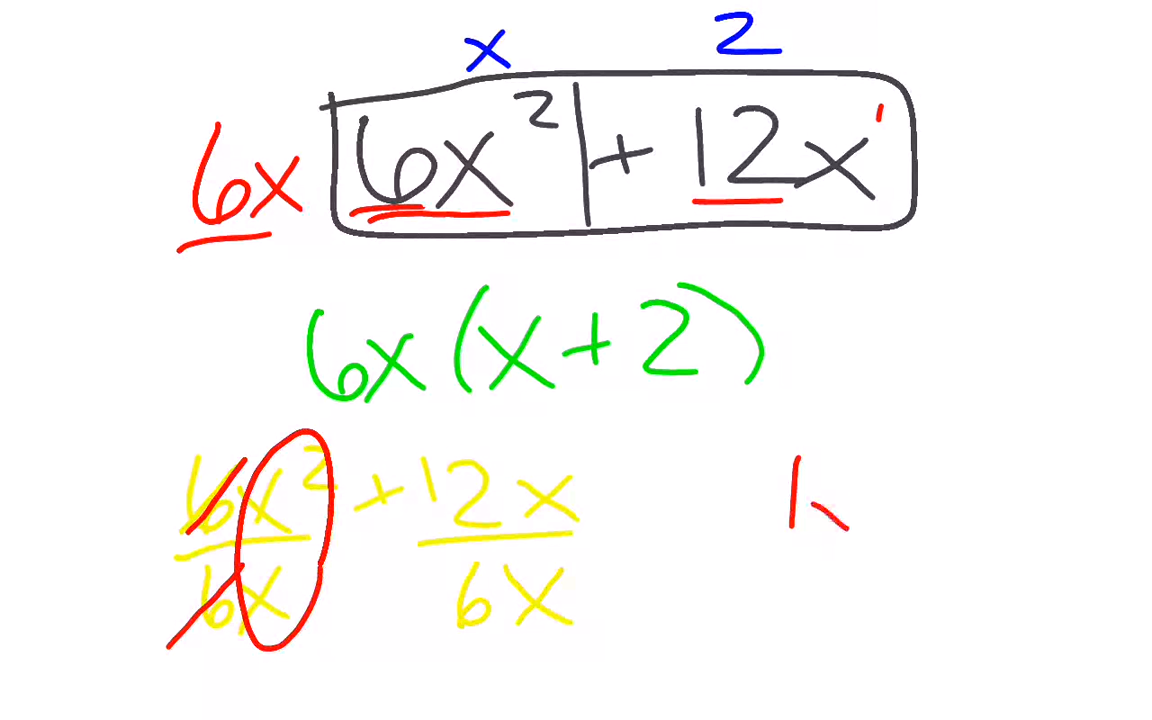 x 2
6x 6x² + 12x¹
6x(x+2)
6x² + 12x
6x 6x